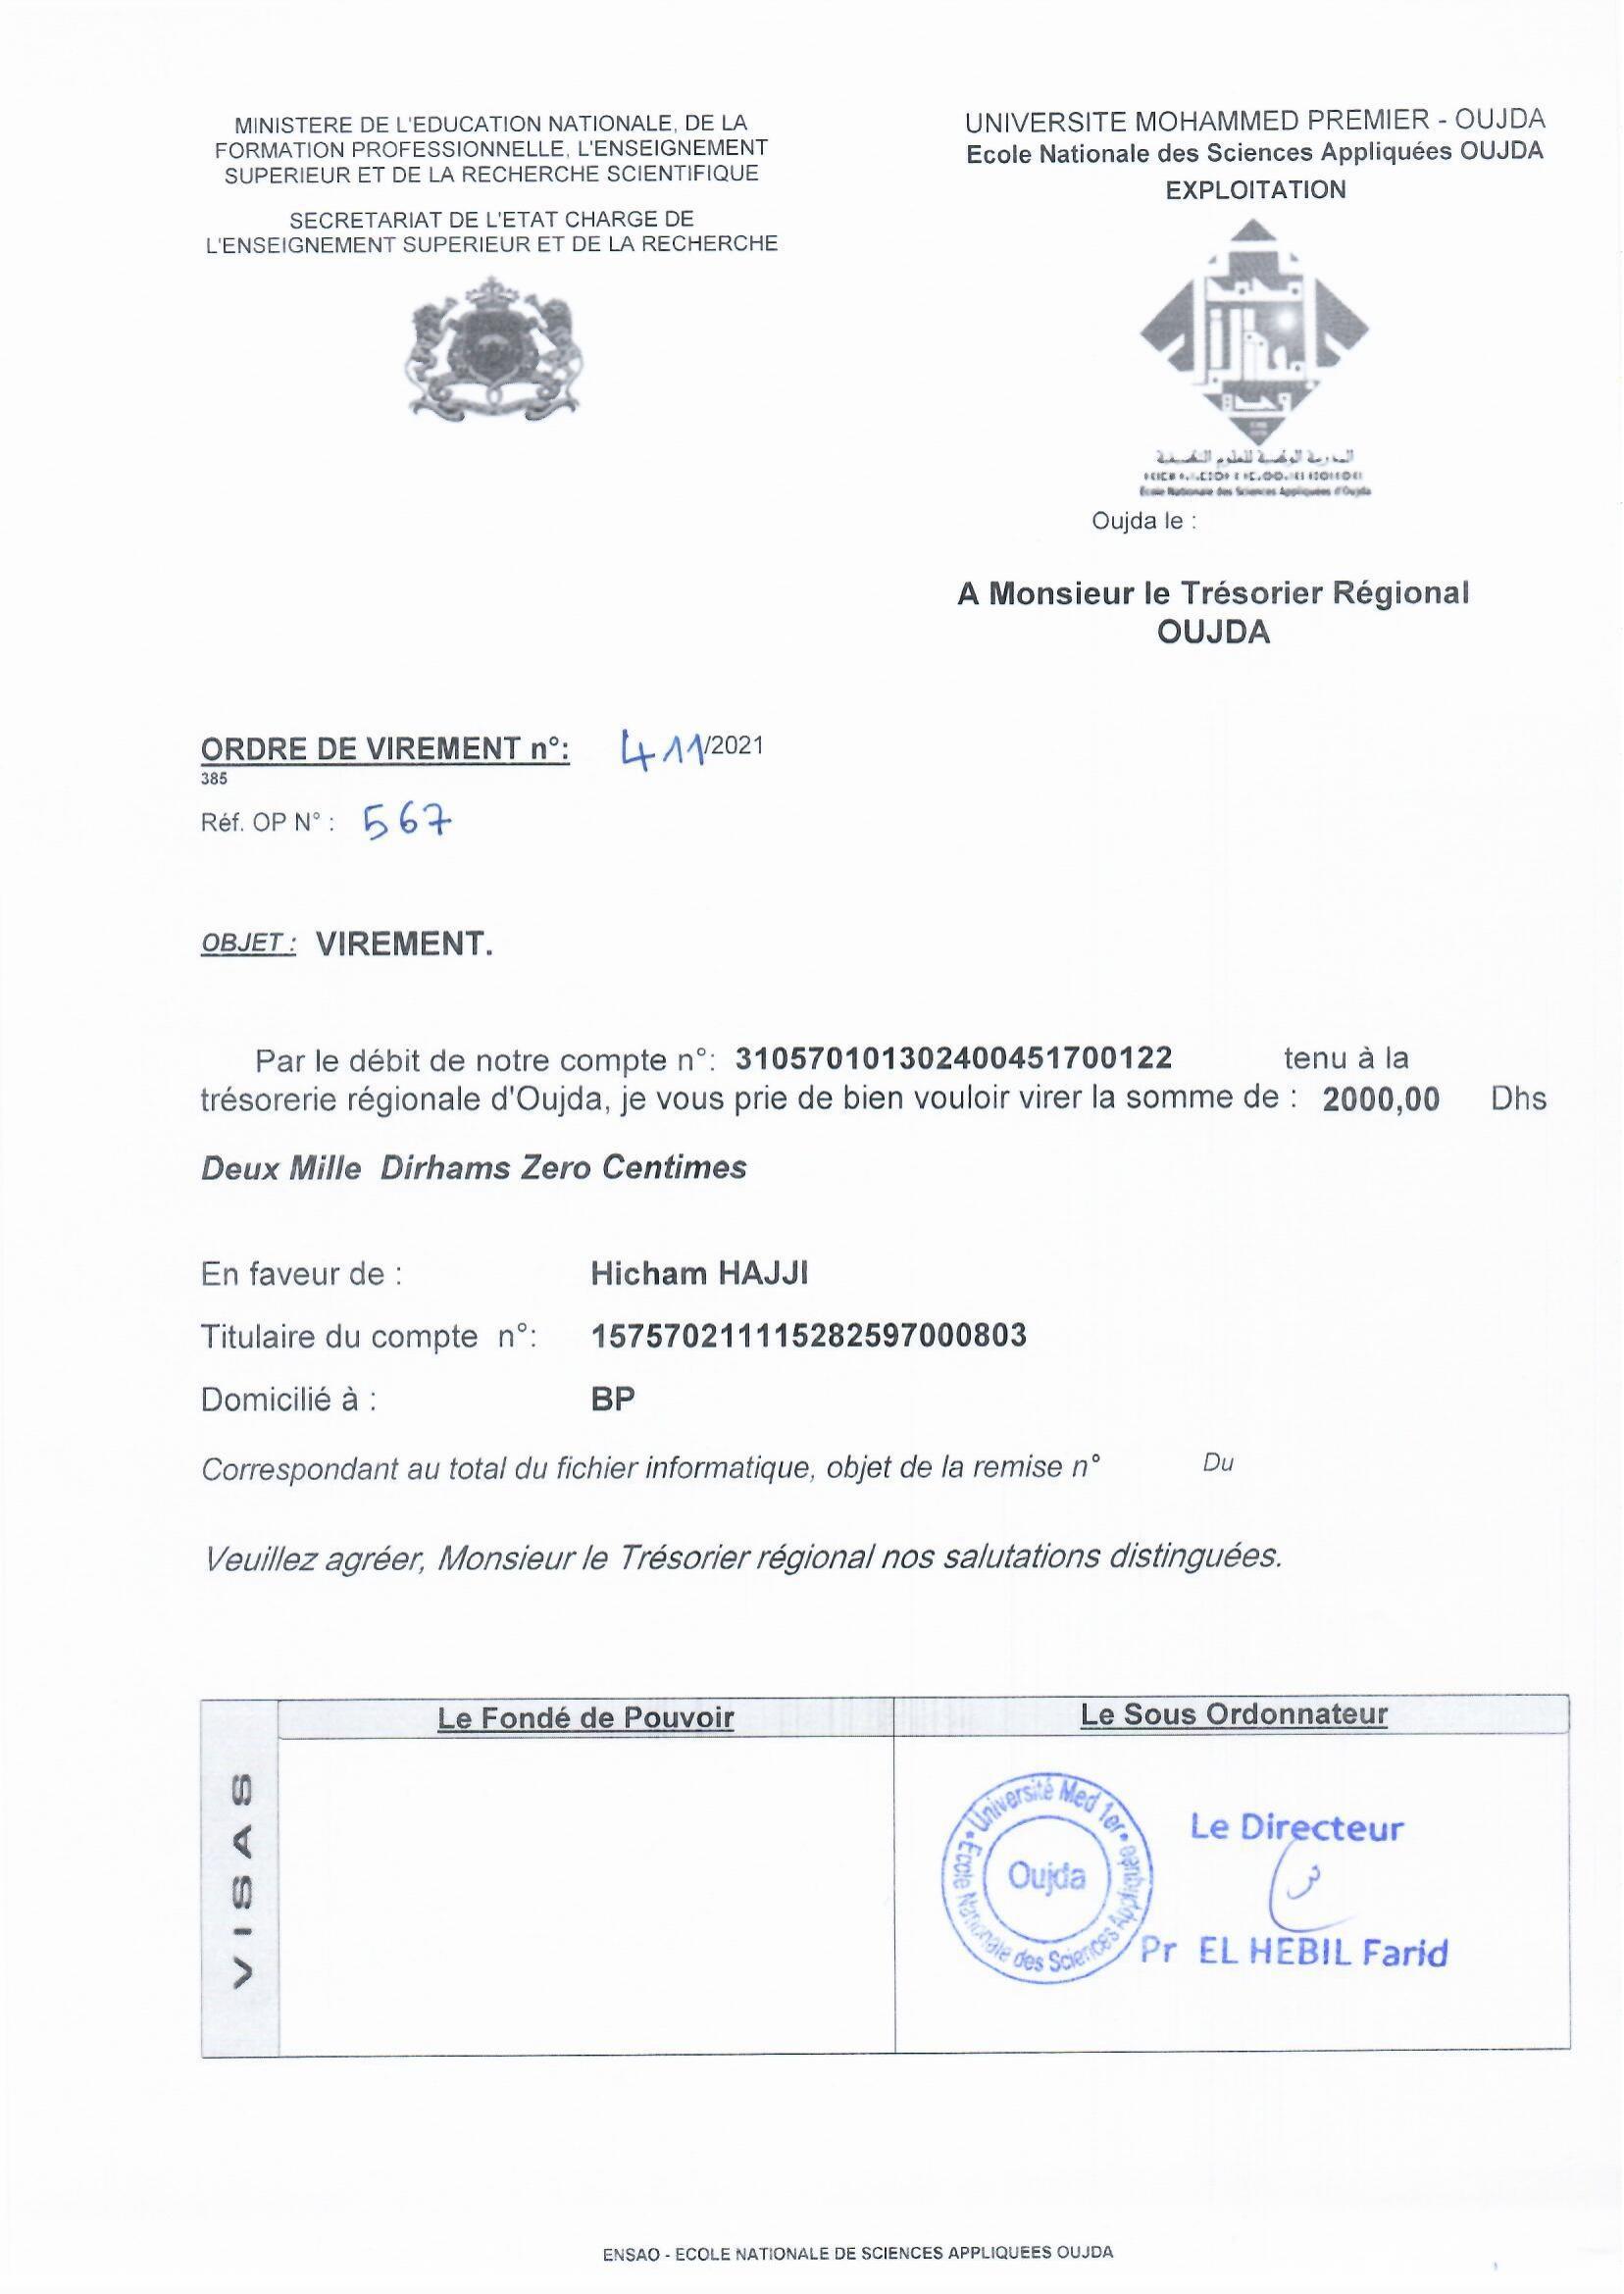 MINISTERE DE L'EDUCATION NATIONALE, DE LA
FORMATION PROFESSIONNELLE, L'ENSEIGNEMENT
SUPERIEUR ET DE LA RECHERCHE SCIENTIFIQUE
SECRETARIAT DE L'ETAT CHARGE DE
L'ENSEIGNEMENT SUPERIEUR ET DE LA RECHERCHE
UNIVERSITE MOHAMMED PREMIER - OUJDA
Ecole Nationale des Sciences Appliquées OUJDA
EXPLOITATION
Ecole Nationale des Sciences Appliquées d'Oujda
Oujda le :
A Monsieur le Trésorier Régional
OUJDA
ORDRE DE VIREMENT n°: 411/2021
385
Réf. OP N° : 567
OBJET : VIREMENT.
Par le débit de notre compte n°: 310570101302400451700122 tenu à la
trésorerie régionale d'Oujda, je vous prie de bien vouloir virer la somme de : 2000,00 Dhs
Deux Mille Dirhams Zero Centimes
En faveur de : Hicham HAJJI
Titulaire du compte n°: 157570211115282597000803
Domicilié à : BP
Correspondant au total du fichier informatique, objet de la remise n° Du
Veuillez agréer, Monsieur le Trésorier régional nos salutations distinguées.
VISAS
Le Fondé de Pouvoir
Le Sous Ordonnateur
Université Med 1er
Ecole Nationale des Sciences Appliquées
Oujda
Le Directeur
Pr EL HEBIL Farid
ENSAO - ECOLE NATIONALE DE SCIENCES APPLIQUEES OUJDA